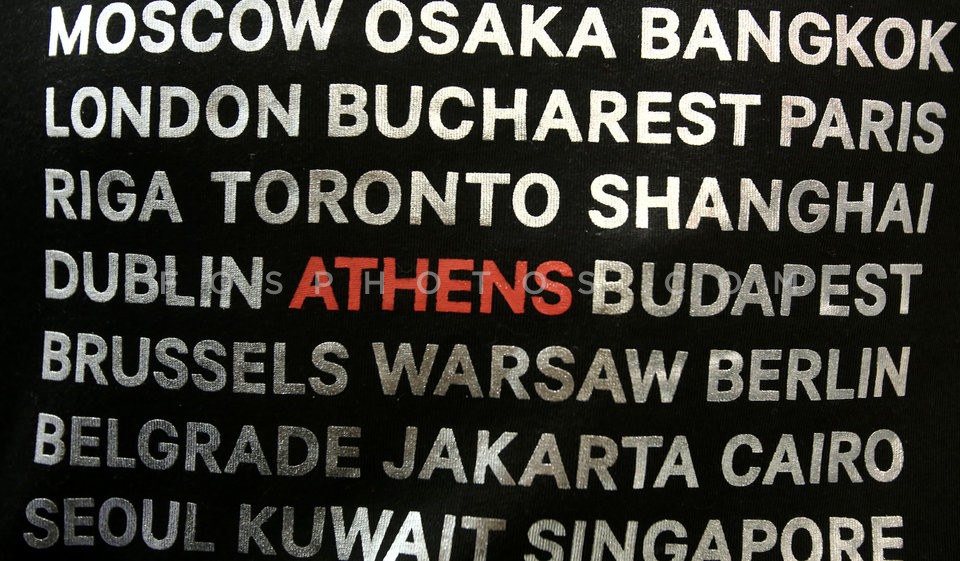 MOSCOW OSAKA BANGKOK
LONDON BUCHAREST PARIS
RIGA TORONTO SHANGHAI
DUBLIN ATHENS BUDAPEST
BRUSSELS WARSAW BERLIN
BELGRADE JAKARTA CAIRO
SEOUL KUWAIT SINGAPORE